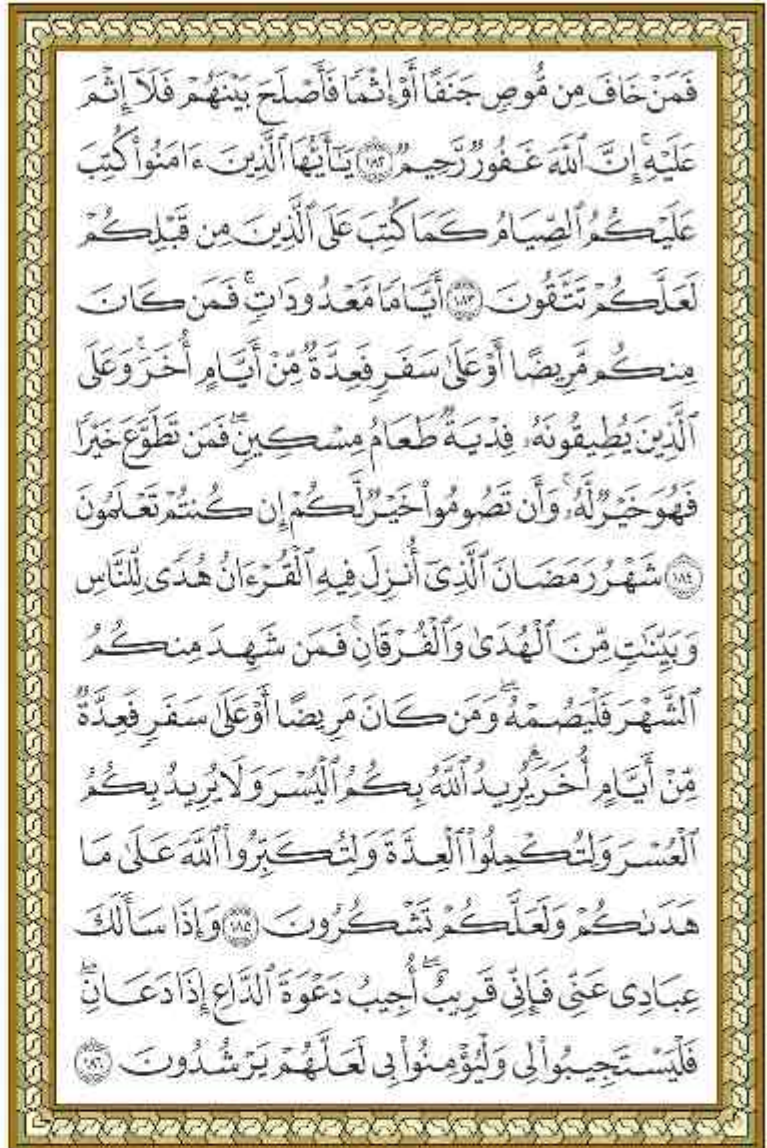 فَمَنْ خَافَ مِن مُّوصٍ جَنَفًا أَوْ إِثْمًا فَأَصْلَحَ بَيْنَهُمْ فَلَآ إِثْمَ
عَلَيْهِ ۚ إِنَّ ٱللَّهَ غَفُورٌ رَّحِيمٌ ﴿١٨٢﴾ يَـٰٓأَيُّهَا ٱلَّذِينَ ءَامَنُوا۟ كُتِبَ
عَلَيْكُمُ ٱلصِّيَامُ كَمَا كُتِبَ عَلَى ٱلَّذِينَ مِن قَبْلِكُمْ
لَعَلَّكُمْ تَتَّقُونَ ﴿١٨٣﴾ أَيَّامًا مَّعْدُودَٰتٍ ۚ فَمَن كَانَ
مِنكُم مَّرِيضًا أَوْ عَلَىٰ سَفَرٍ فَعِدَّةٌ مِّنْ أَيَّامٍ أُخَرَ ۚ وَعَلَى
ٱلَّذِينَ يُطِيقُونَهُۥ فِدْيَةٌ طَعَامُ مِسْكِينٍ ۖ فَمَن تَطَوَّعَ خَيْرًا
فَهُوَ خَيْرٌ لَّهُۥ ۚ وَأَن تَصُومُوا۟ خَيْرٌ لَّكُمْ إِن كُنتُمْ تَعْلَمُونَ
﴿١٨٤﴾ شَهْرُ رَمَضَانَ ٱلَّذِىٓ أُنزِلَ فِيهِ ٱلْقُرْءَانُ هُدًى لِّلنَّاسِ
وَبَيِّنَـٰتٍ مِّنَ ٱلْهُدَىٰ وَٱلْفُرْقَانِ ۚ فَمَن شَهِدَ مِنكُمُ
ٱلشَّهْرَ فَلْيَصُمْهُ ۖ وَمَن كَانَ مَرِيضًا أَوْ عَلَىٰ سَفَرٍ فَعِدَّةٌ
مِّنْ أَيَّامٍ أُخَرَ ۗ يُرِيدُ ٱللَّهُ بِكُمُ ٱلْيُسْرَ وَلَا يُرِيدُ بِكُمُ
ٱلْعُسْرَ وَلِتُكْمِلُوا۟ ٱلْعِدَّةَ وَلِتُكَبِّرُوا۟ ٱللَّهَ عَلَىٰ مَا
هَدَىٰكُمْ وَلَعَلَّكُمْ تَشْكُرُونَ ﴿١٨٥﴾ وَإِذَا سَأَلَكَ
عِبَادِى عَنِّى فَإِنِّى قَرِيبٌ ۖ أُجِيبُ دَعْوَةَ ٱلدَّاعِ إِذَا دَعَانِ ۖ
فَلْيَسْتَجِيبُوا۟ لِى وَلْيُؤْمِنُوا۟ بِى لَعَلَّهُمْ يَرْشُدُونَ ﴿١٨٦﴾